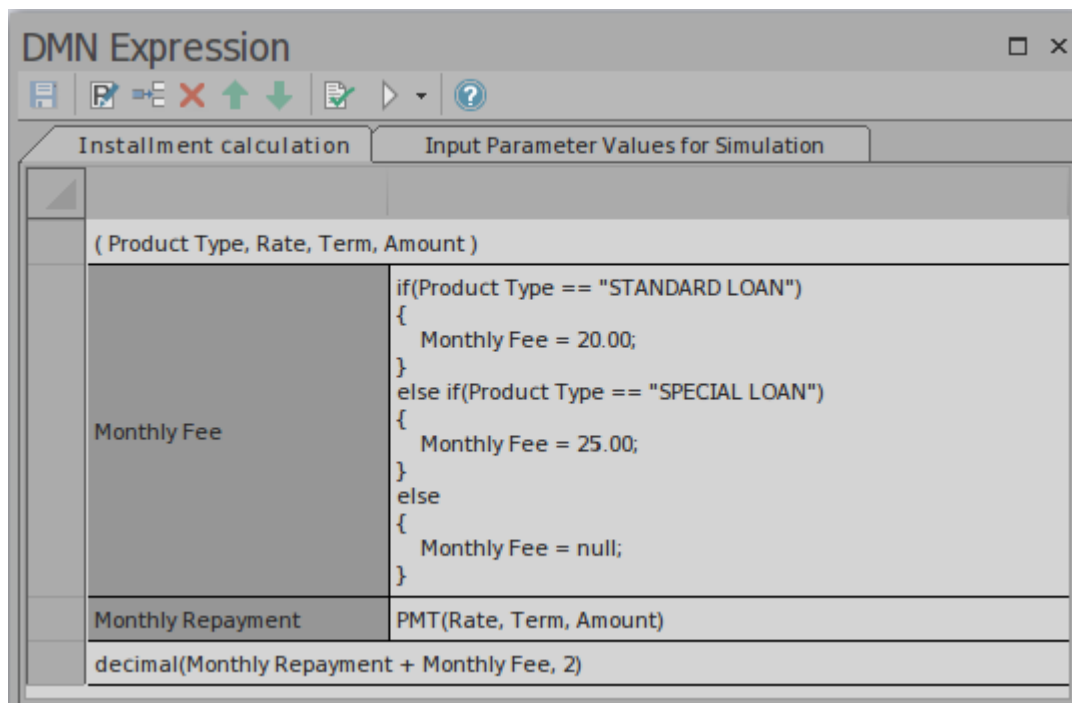 DMN Expression
Installment calculation
Input Parameter Values for Simulation
( Product Type, Rate, Term, Amount )
Monthly Fee
if(Product Type == "STANDARD LOAN")
{
Monthly Fee = 20.00;
}
else if(Product Type == "SPECIAL LOAN")
{
Monthly Fee = 25.00;
}
else
{
Monthly Fee = null;
}
Monthly Repayment
PMT(Rate, Term, Amount)
decimal(Monthly Repayment + Monthly Fee, 2)